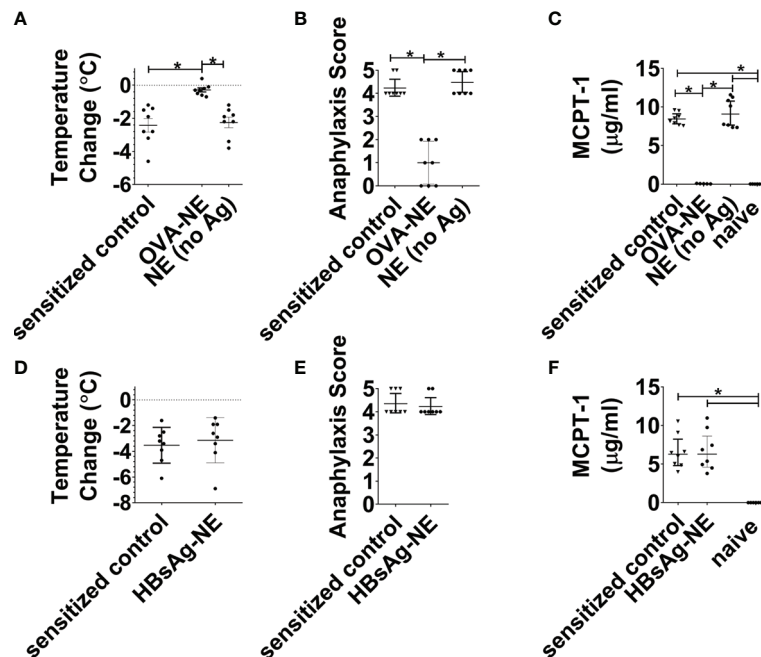 A
Temperature
Change (°C)
0
-2
-4
-6
*
*
sensitized control
OVA-NE
NE (no Ag)
B
Anaphylaxis Score
5
4
3
2
1
0
*
*
sensitized control
OVA-NE
NE (no Ag)
C
MCPT-1
(μg/ml)
15
10
5
0
*
*
*
*
sensitized control
OVA-NE
NE (no Ag)
naive
D
Temperature
Change (°C)
0
-2
-4
-6
-8
sensitized control
HBsAg-NE
E
Anaphylaxis Score
5
4
3
2
1
0
sensitized control
HBsAg-NE
F
MCPT-1
(μg/ml)
15
10
5
0
*
sensitized control
HBsAg-NE
naive